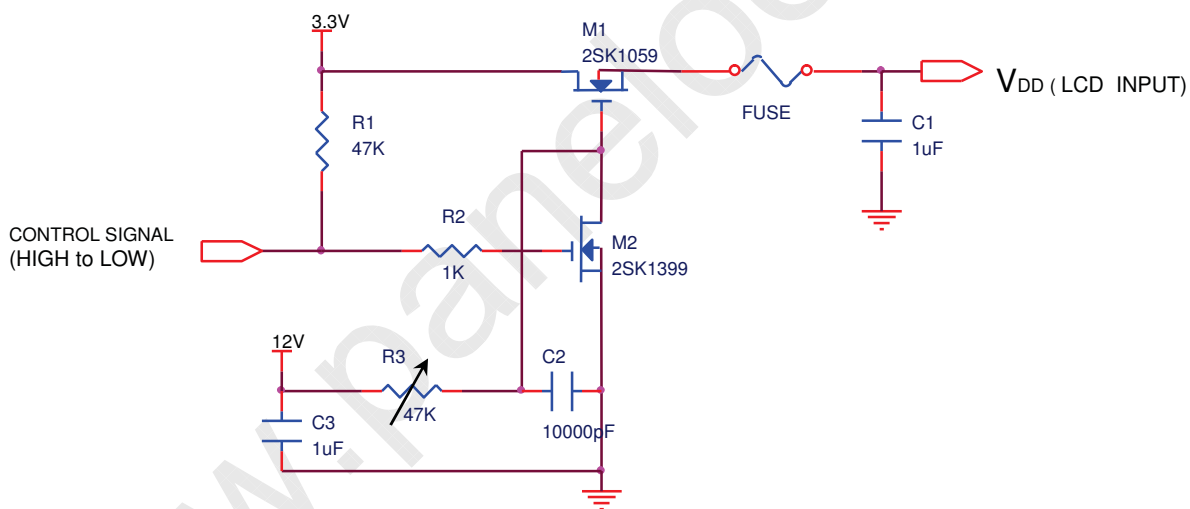 3.3V
M1
2SK1059
VDD ( LCD INPUT)
FUSE
R1
47K
C1
1uF
CONTROL SIGNAL
(HIGH to LOW)
R2
1K
M2
2SK1399
12V
R3
47K
C2
10000pF
C3
1uF